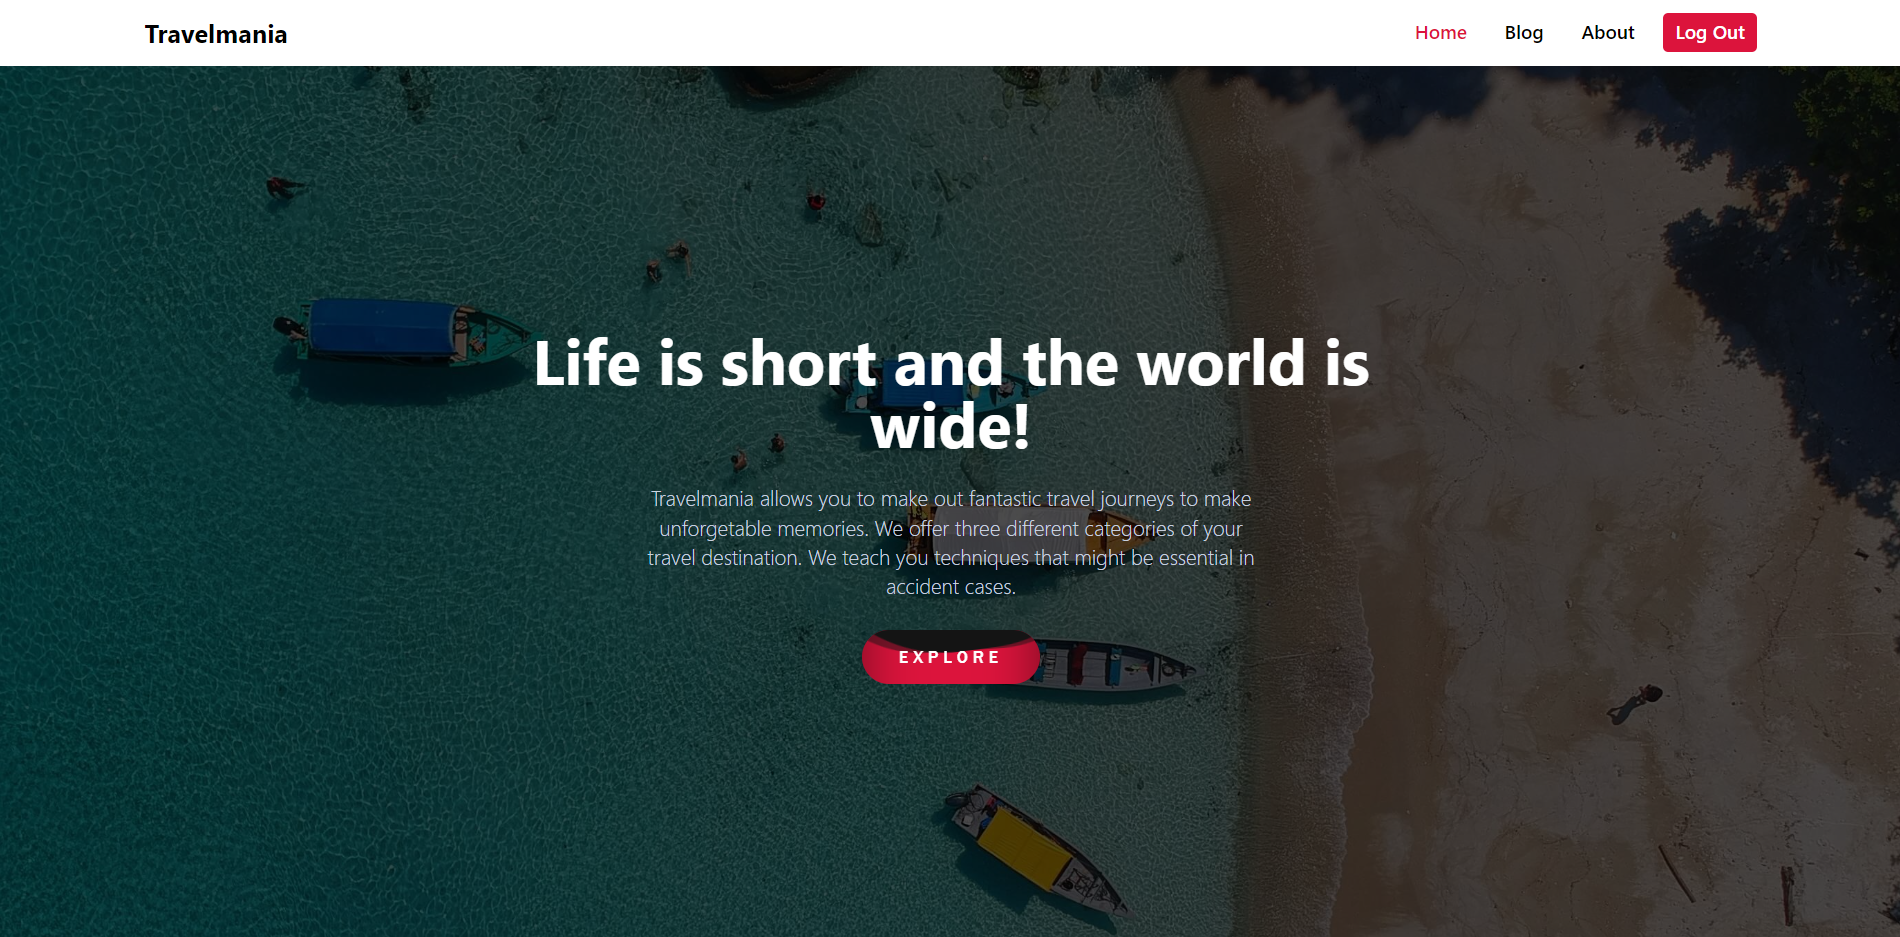 Travelmania
Home Blog About Log Out
Life is short and the world is
wide!
Travelmania allows you to make out fantastic travel journeys to make
unforgetable memories. We offer three different categories of your
travel destination. We teach you techniques that might be essential in
accident cases.
EXPLORE